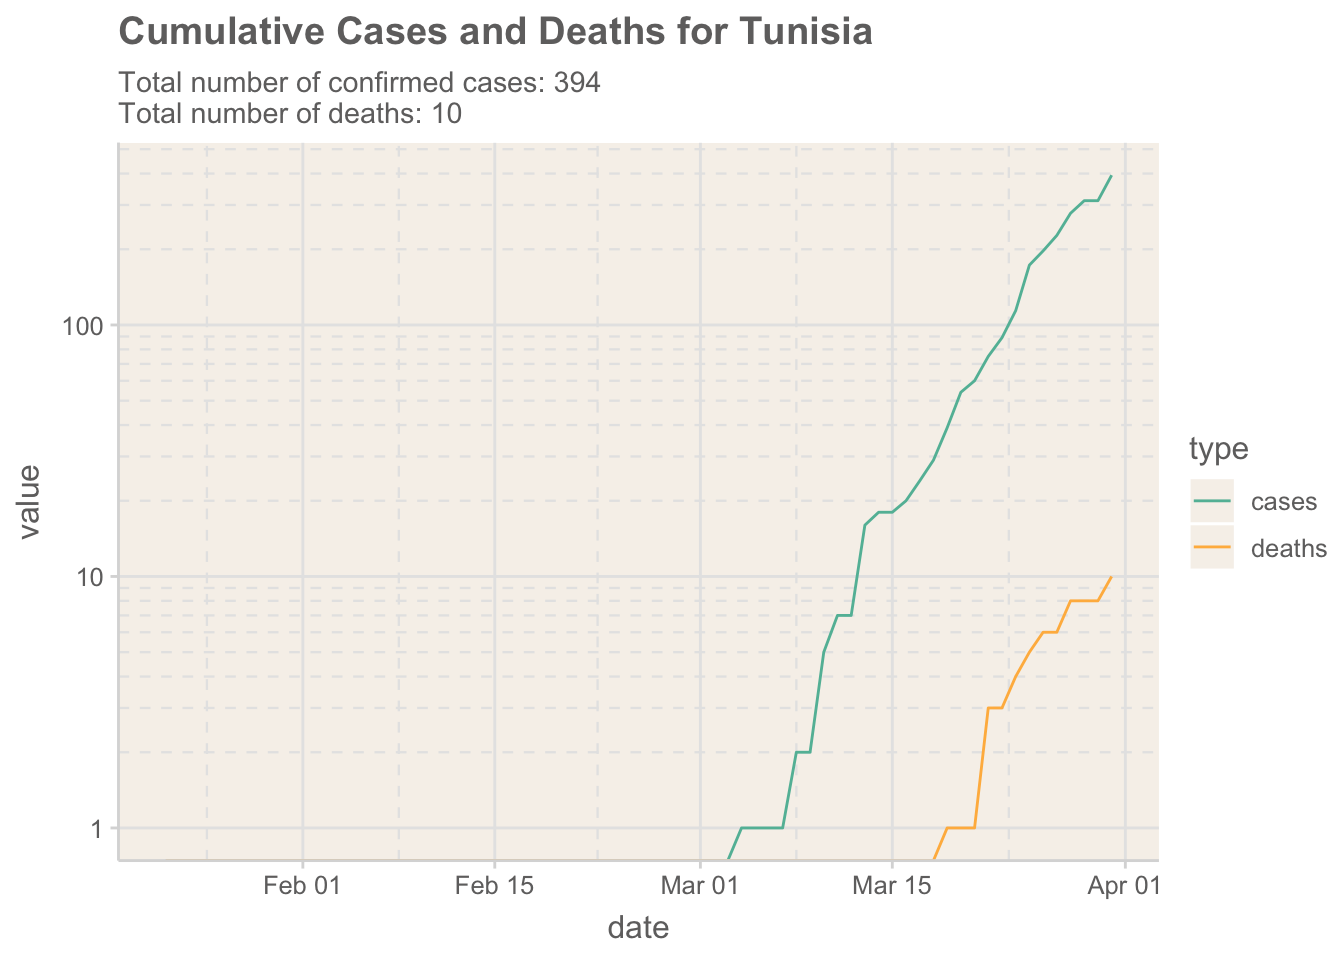 Cumulative Cases and Deaths for Tunisia
Total number of confirmed cases: 394
Total number of deaths: 10
value
100
10
1
Feb 01
Feb 15
Mar 01
Mar 15
Apr 01
date
type
cases
deaths